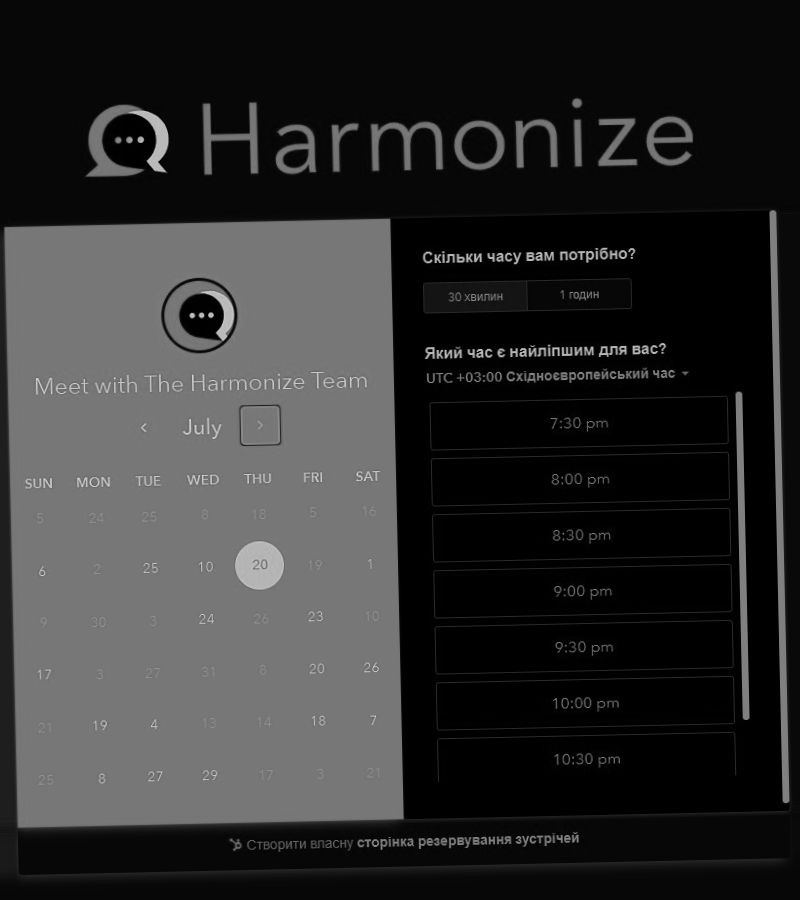 Harmonize
Meet with The Harmonize Team
July
SUN MON TUE WED THU FRI SAT
5 24 25 8 18 5 16
6 2 25 10 20 19 1
9 30 3 24 26 23 10
17 3 27 31 8 20 26
21 19 4 13 14 18 7
25 8 27 29 17 3 21
Скільки часу вам потрібно?
30 хвилин 1 годин
Який час є найліпшим для вас?
UTC +03:00 Східноєвропейський час
7:30 pm
8:00 pm
8:30 pm
9:00 pm
9:30 pm
10:00 pm
10:30 pm
Створити власну сторінка резервування зустрічей